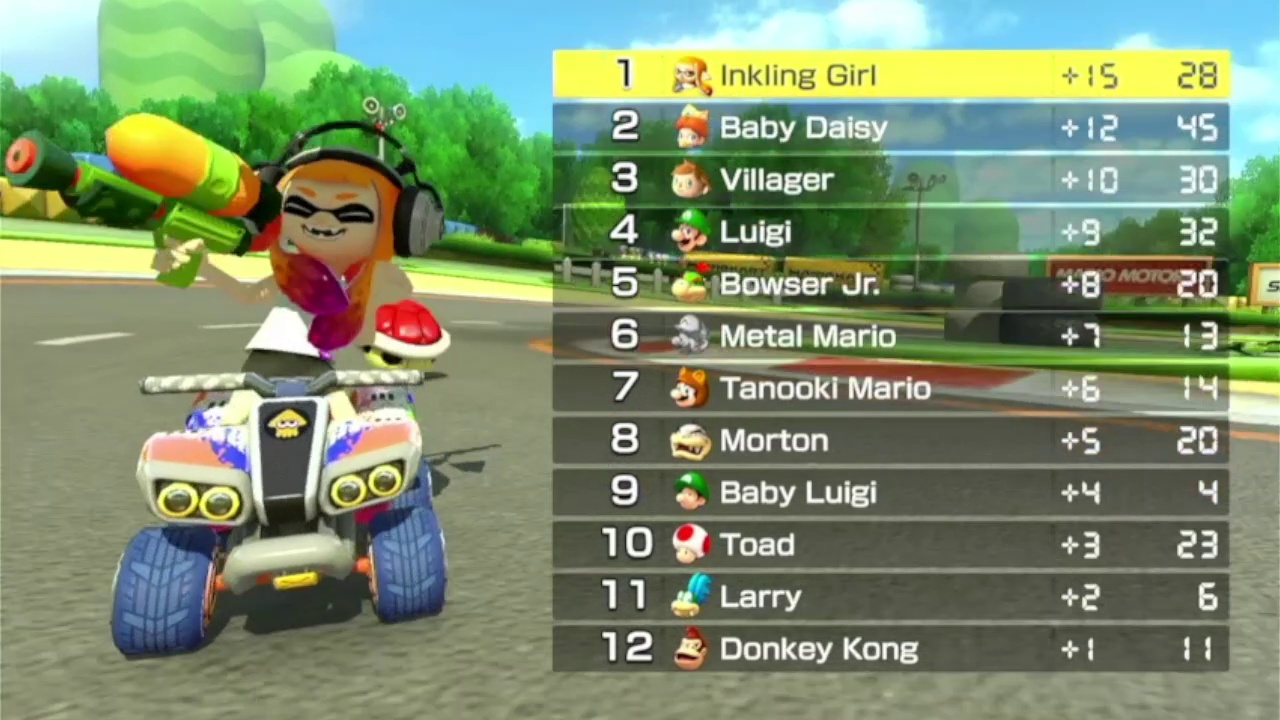 1 Inkling Girl +15 28
2 Baby Daisy +12 45
3 Villager +10 30
4 Luigi +9 32
5 Bowser Jr. +8 20
6 Metal Mario +7 13
7 Tanooki Mario +6 14
8 Morton +5 20
9 Baby Luigi +4 4
10 Toad +3 23
11 Larry +2 6
12 Donkey Kong +1 11
MARIO MOTORS